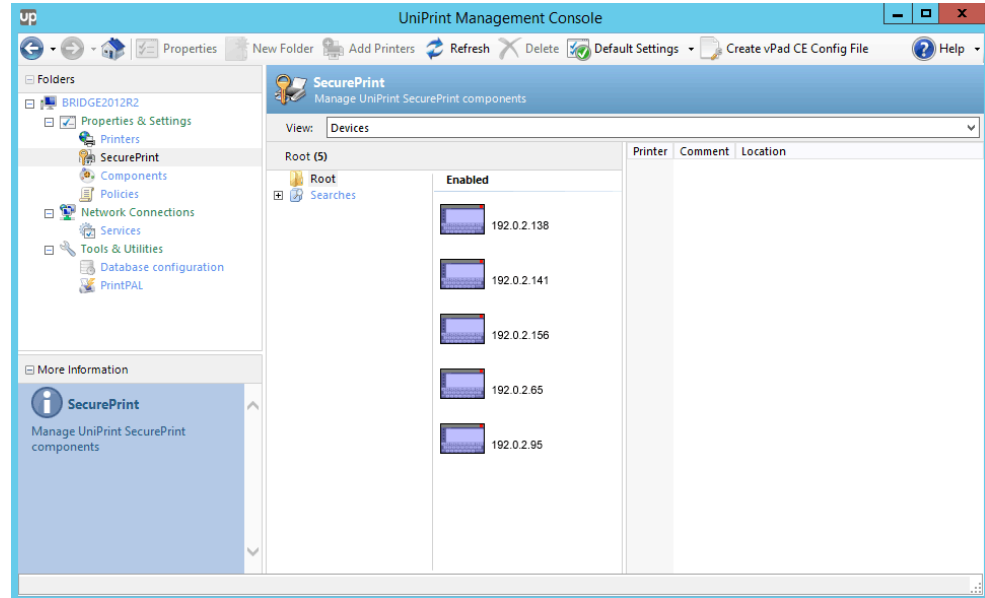 up
UniPrint Management Console
Properties New Folder Add Printers Refresh Delete Default Settings Create vPad CE Config File Help
Folders
BRIDGE2012R2
Properties & Settings
Printers
SecurePrint
Components
Policies
Network Connections
Services
Tools & Utilities
Database configuration
PrintPAL
More Information
SecurePrint
Manage UniPrint SecurePrint
components
SecurePrint
Manage UniPrint SecurePrint components
View: Devices
Root (5)
Root
Searches
Enabled
192.0.2.138
192.0.2.141
192.0.2.156
192.0.2.65
192.0.2.95
Printer Comment Location